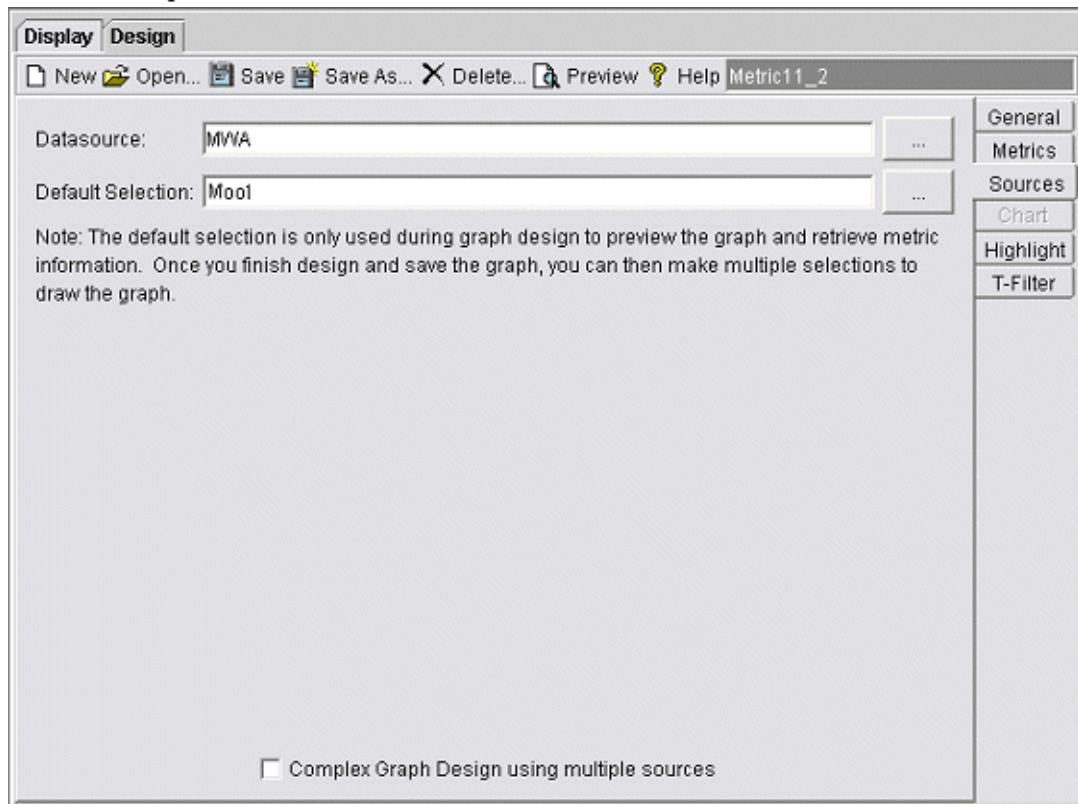 Display Design
New Open... Save Save As... Delete... Preview Help Metric11_2
General
Datasource: MWA ...
Metrics
Default Selection: Moo1 ...
Sources
Chart
Note: The default selection is only used during graph design to preview the graph and retrieve metric
information. Once you finish design and save the graph, you can then make multiple selections to
draw the graph.
Highlight
T-Filter
Complex Graph Design using multiple sources